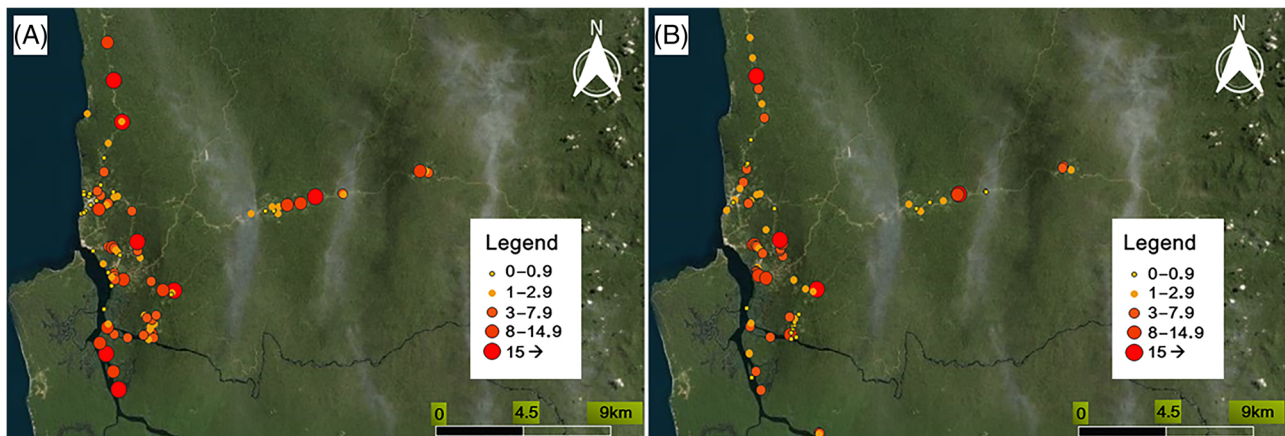 (A)
N
Legend
0–0.9
1–2.9
3–7.9
8–14.9
15→
0 4.5 9km
(B)
N
Legend
0–0.9
1–2.9
3–7.9
8–14.9
15→
0 4.5 9km